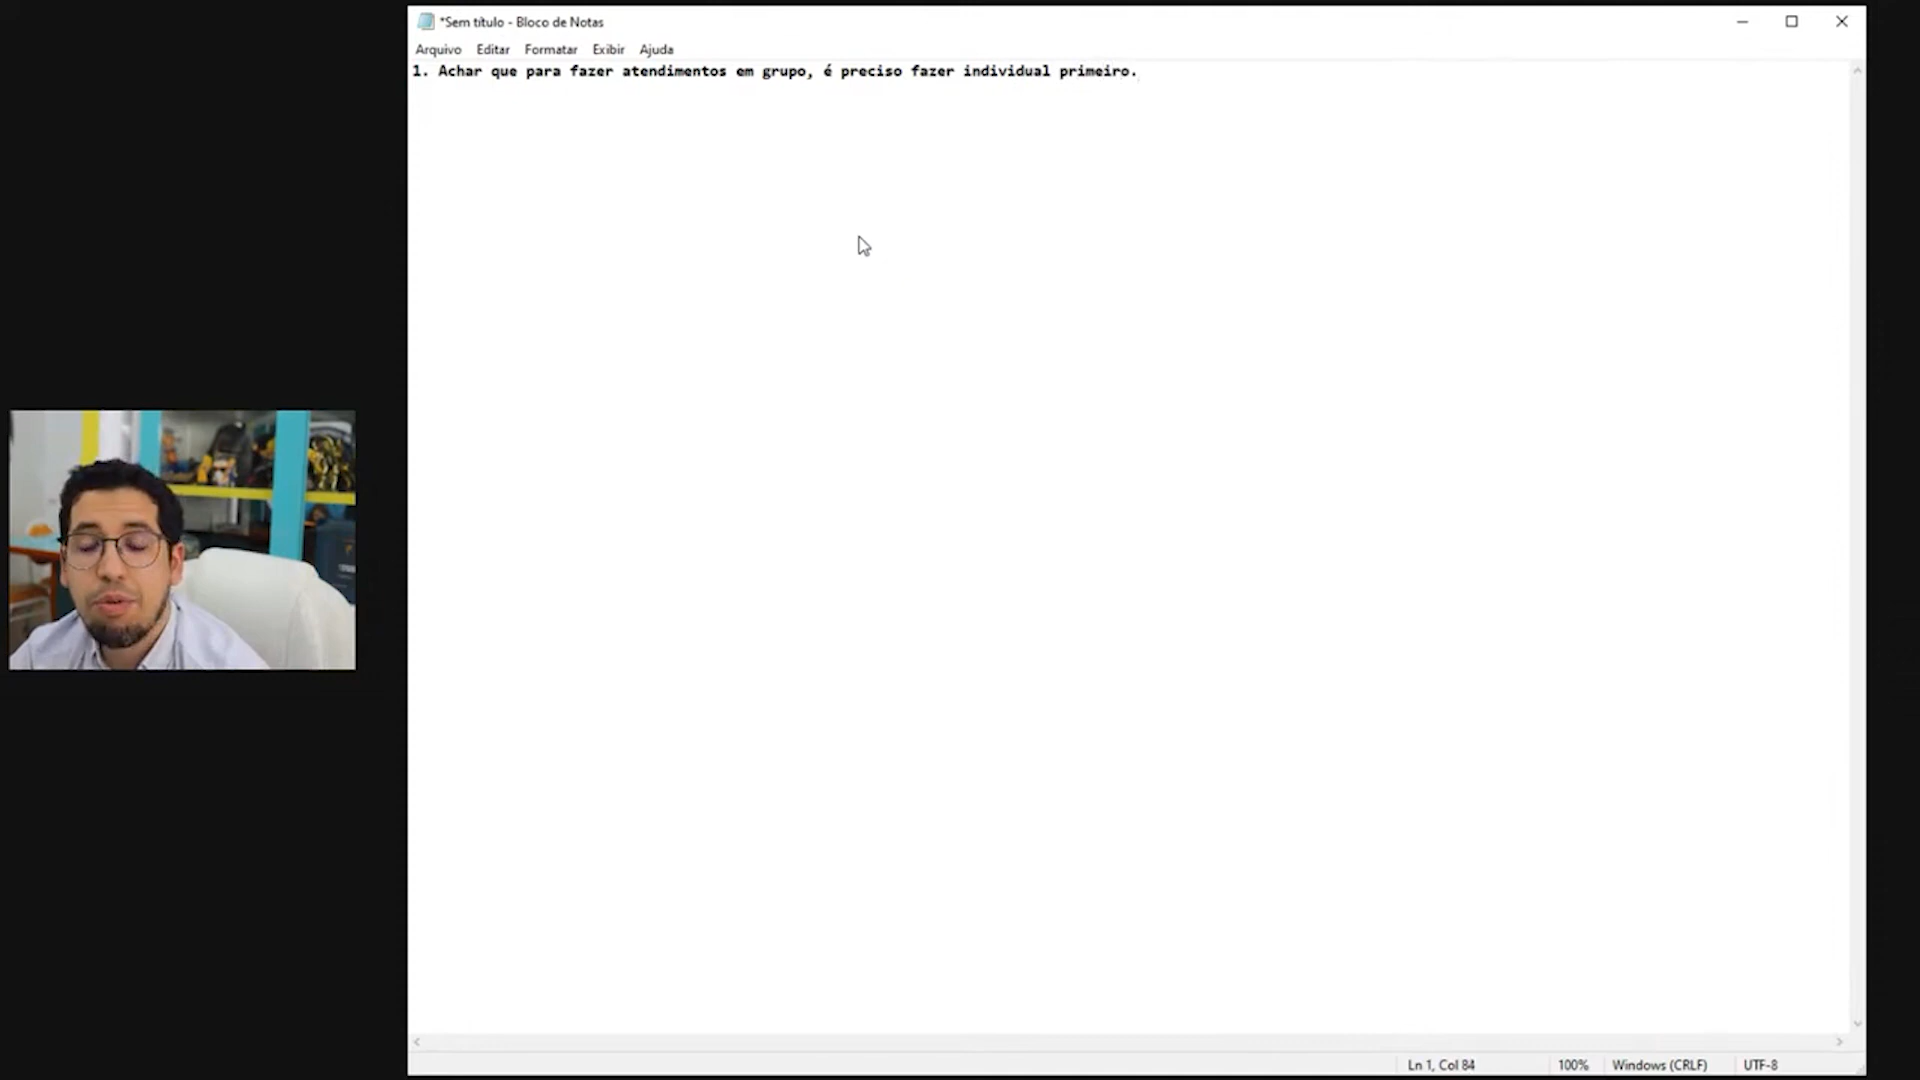 *Sem título - Bloco de Notas
Arquivo Editar Formatar Exibir Ajuda
1. Achar que para fazer atendimentos em grupo, é preciso fazer individual primeiro.
Ln 1, Col 84 100% Windows (CRLF) UTF-8